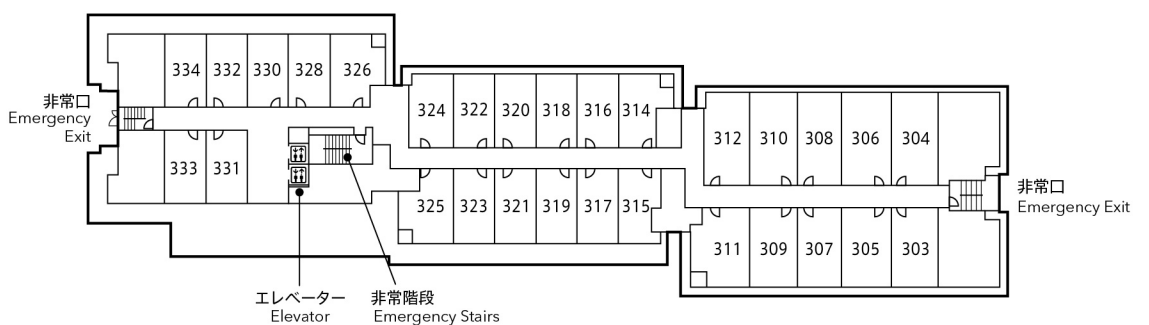 334 332 330 328 326
324 322 320 318 316 314
312 310 308 306 304
非常口
Emergency
Exit
333 331
325 323 321 319 317 315
311 309 307 305 303
非常口
Emergency Exit
エレベーター
Elevator
非常階段
Emergency Stairs